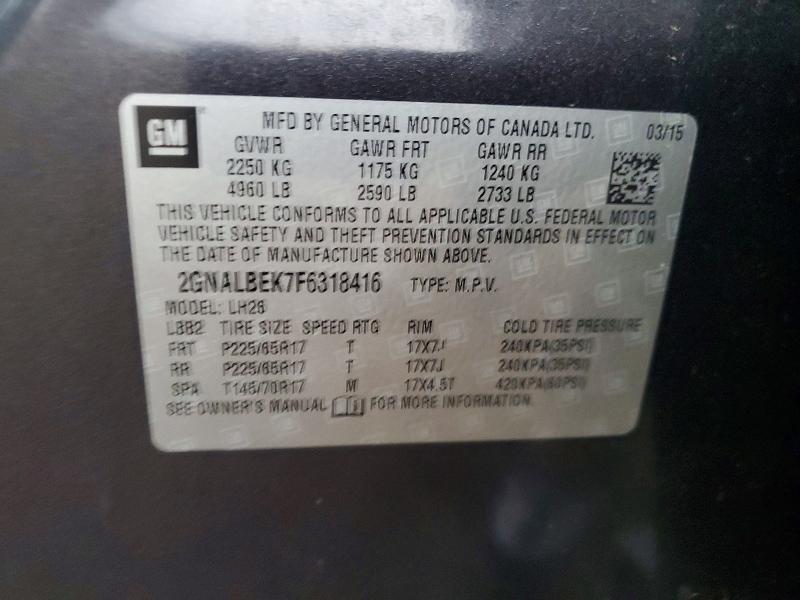 GM
MFD BY GENERAL MOTORS OF CANADA LTD. 03/15
GVWR GAWR FRT GAWR RR
2250 KG 1175 KG 1240 KG
4960 LB 2590 LB 2733 LB
THIS VEHICLE CONFORMS TO ALL APPLICABLE U.S. FEDERAL MOTOR
VEHICLE SAFETY AND THEFT PREVENTION STANDARDS IN EFFECT ON
THE DATE OF MANUFACTURE SHOWN ABOVE.
2GNALBEK7F6318416 TYPE: M.P.V.
MODEL: LH26
L882 TIRE SIZE SPEED RTG RIM COLD TIRE PRESSURE
FRT P225/65R17 T 17X7J 240KPA(35PSI)
RR P225/65R17 T 17X7J 240KPA(35PSI)
SPA T145/70R17 M 17X4.5T 420KPA(60PSI)
SEE OWNER'S MANUAL FOR MORE INFORMATION.